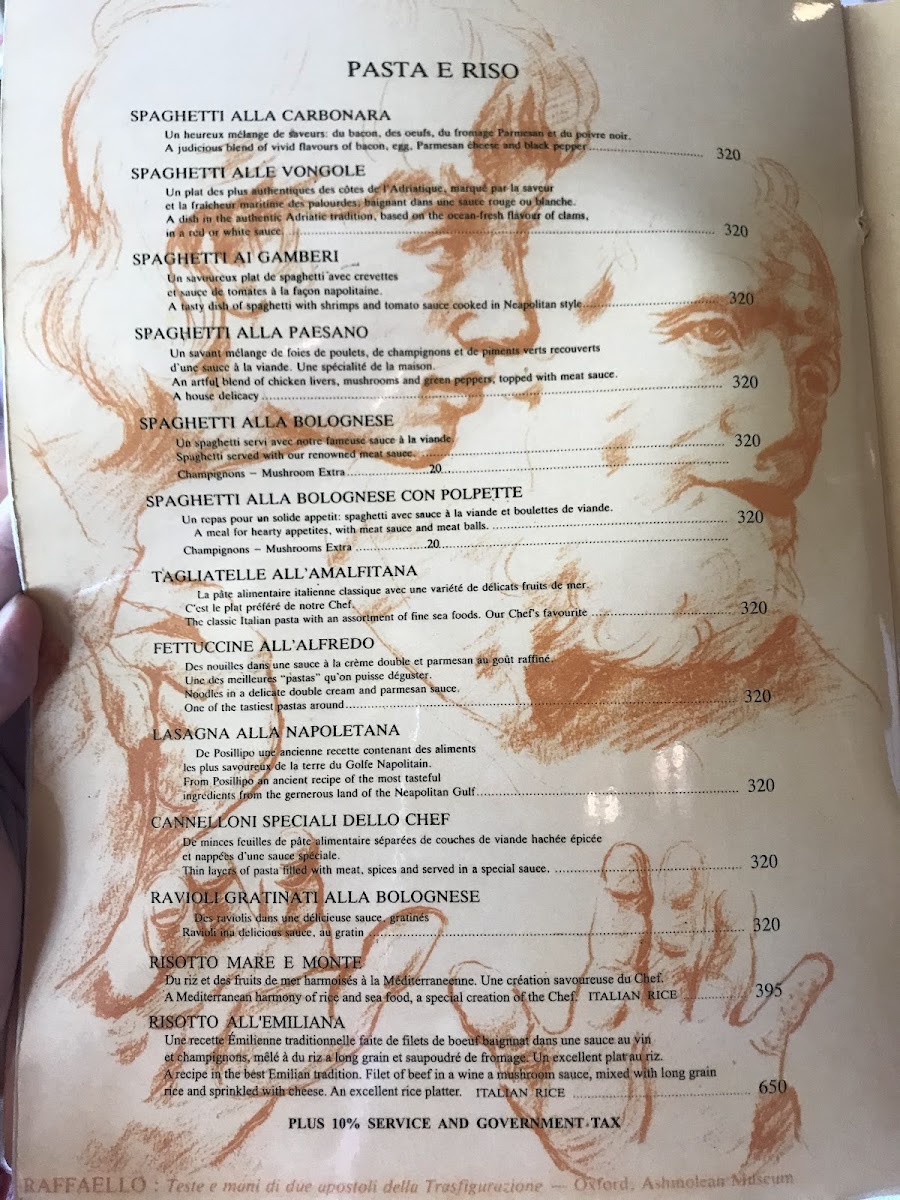 PASTA E RISO
SPAGHETTI ALLA CARBONARA
Un heureux mélange de saveurs: du bacon, des oeufs, du fromage Parmesan et du poivre noir.
A judicious blend of vivid flavours of bacon, egg, Parmesan cheese and black pepper 320
SPAGHETTI ALLE VONGOLE
Un plat des plus authentiques des côtes de l'Adriatique, marqué par la saveur
et la fraicheur maritime des palourdes; baignant dans une sauce rouge ou blanche.
A dish in the authentic Adriatic tradition, based on the ocean-fresh flavour of clams,
in a red or white sauce. 320
SPAGHETTI AI GAMBERI
Un savoureux plat de spaghetti avec crevettes
et sauce de tomates à la façon napolitaine.
A tasty dish of spaghetti with shrimps and tomato sauce cooked in Neapolitan style 320
SPAGHETTI ALLA PAESANO
Un savant mélange de foies de poulets, de champignons et de piments verts recouverts
d'une sauce à la viande. Une spécialité de la maison.
An artful blend of chicken livers, mushrooms and green peppers, topped with meat sauce.
A house delicacy 320
SPAGHETTI ALLA BOLOGNESE
Un spaghetti servi avec notre fameuse sauce à la viande.
Spaghetti served with our renowned meat sauce. 320
Champignons – Mushroom Extra 20
SPAGHETTI ALLA BOLOGNESE CON POLPETTE
Un repas pour un solide appetit: spaghetti avec sauce à la viande et boulettes de viande.
A meal for hearty appetites, with meat sauce and meat balls. 320
Champignons – Mushrooms Extra 20
TAGLIATELLE ALL'AMALFITANA
La pâte alimentaire italienne classique avec une variété de délicats fruits de mer.
C'est le plat préféré de notre Chef.
The classic Italian pasta with an assortment of fine sea foods. Our Chef's favourite 320
FETTUCCINE ALL'ALFREDO
Des nouilles dans une sauce à la crème double et parmesan au goût raffiné.
Une des meilleures "pastas" qu'on puisse déguster.
Noodles in a delicate double cream and parmesan sauce.
One of the tastiest pastas around 320
LASAGNA ALLA NAPOLETANA
De Posillipo une ancienne recette contenant des aliments
les plus savoureux de la terre du Golfe Napolitain.
From Posillipo an ancient recipe of the most tasteful
ingredients from the gernerous land of the Neapolitan Gulf 320
CANNELLONI SPECIALI DELLO CHEF
De minces feuilles de pâte alimentaire séparées de couches de viande hachée épicée
et nappées d'une sauce spéciale.
Thin layers of pasta filled with meat, spices and served in a special sauce. 320
RAVIOLI GRATINATI ALLA BOLOGNESE
Des raviolis dans une délicieuse sauce, gratinés
Ravioli ina delicious sauce, au gratin 320
RISOTTO MARE E MONTE
Du riz et des fruits de mer harmoisés à la Méditerraneenne. Une création savoureuse du Chef.
A Mediterranean harmony of rice and sea food, a special creation of the Chef. ITALIAN RICE 395
RISOTTO ALL'EMILIANA
Une recette Émilienne traditionnelle faite de filets de boeuf baignnat dans une sauce au vin
et champignons, mêlé à du riz a long grain et saupoudré de fromage. Un excellent plat au riz.
A recipe in the best Emilian tradition. Filet of beef in a wine a mushroom sauce, mixed with long grain
rice and sprinkled with cheese. An excellent rice platter. ITALIAN RICE 650
PLUS 10% SERVICE AND GOVERNMENT TAX
RAFFAELLO : Teste e mani di due apostoli della Trasfigurazione — Oxford, Ashmolean Museum